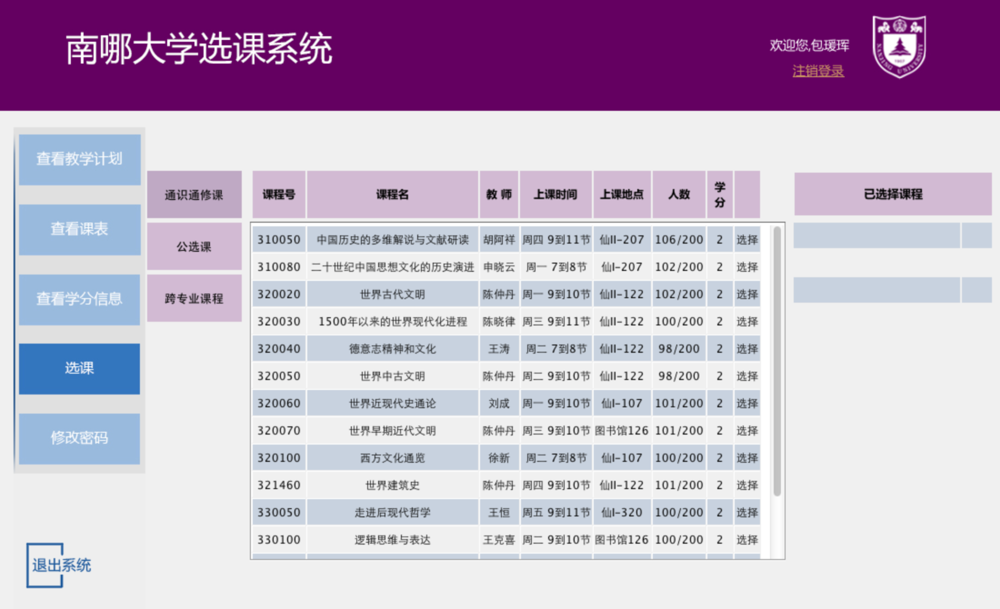 南哪大学选课系统
欢迎您,包瑗珲
注销登录
NANJING UNIVERSITY
1902
查看教学计划
查看课表
查看学分信息
选课
修改密码
退出系统
通识通修课
公选课
跨专业课程
课程号 课程名 教 师 上课时间 上课地点 人数 学分
310050 中国历史的多维解说与文献研读 胡阿祥 周四 9到11节 仙II-207 106/200 2 选择
310080 二十世纪中国思想文化的历史演进 申晓云 周一 7到8节 仙I-207 102/200 2 选择
320020 世界古代文明 陈仲丹 周一 9到10节 仙II-122 102/200 2 选择
320030 1500年以来的世界现代化进程 陈晓律 周三 9到11节 仙II-122 100/200 2 选择
320040 德意志精神和文化 王涛 周二 7到8节 仙II-122 98/200 2 选择
320050 世界中古文明 陈仲丹 周二 9到10节 仙II-122 98/200 2 选择
320060 世界近现代史通论 刘成 周一 9到10节 仙I-107 101/200 2 选择
320070 世界早期近代文明 陈仲丹 周三 9到10节 图书馆126 101/200 2 选择
320100 西方文化通览 徐新 周二 7到8节 仙I-107 100/200 2 选择
321460 世界建筑史 陈仲丹 周四 9到10节 仙II-122 101/200 2 选择
330050 走进后现代哲学 王恒 周五 9到11节 仙I-320 100/200 2 选择
330100 逻辑思维与表达 王克喜 周二 9到10节 图书馆126 100/200 2 选择
已选择课程